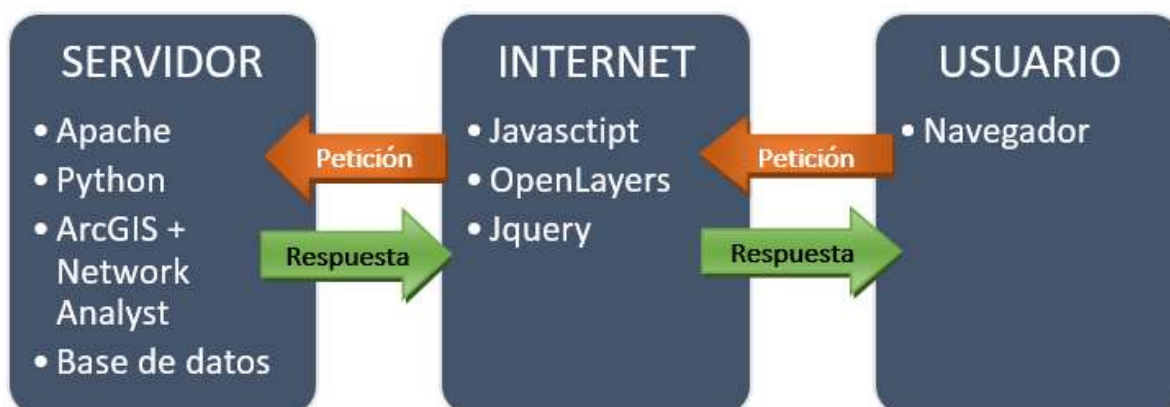 SERVIDOR
• Apache
• Python
• ArcGIS +
Network
Analyst
• Base de datos
Petición
Respuesta
INTERNET
• Javasctipt
• OpenLayers
• Jquery
Petición
Respuesta
USUARIO
• Navegador